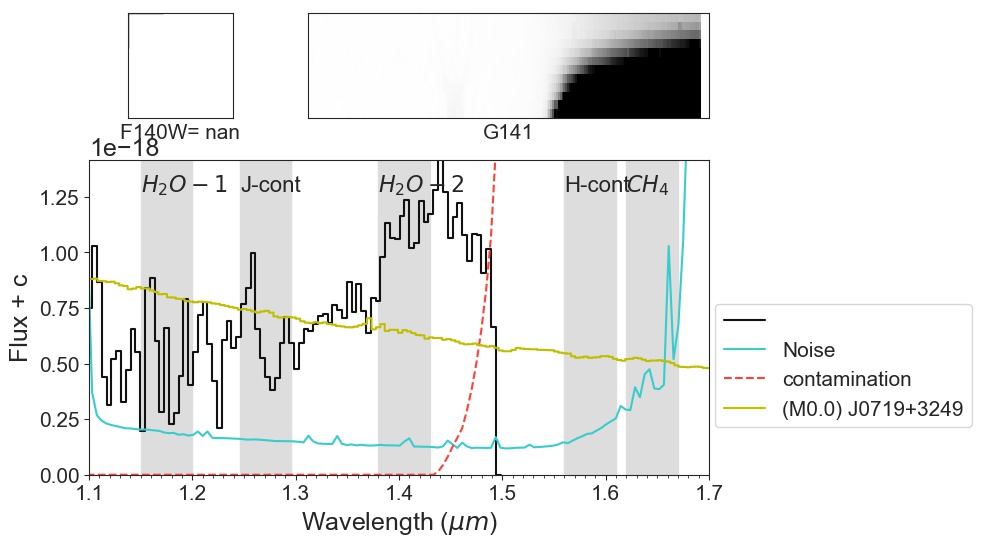 F140W= nan
G141
1e−18
H₂O − 1
J-cont
H₂O − 2
H-cont
CH₄
1.25
1.00
0.75
0.50
0.25
0.00
Flux + c
1.1
1.2
1.3
1.4
1.5
1.6
1.7
Wavelength (μm)
Noise
contamination
(M0.0) J0719+3249